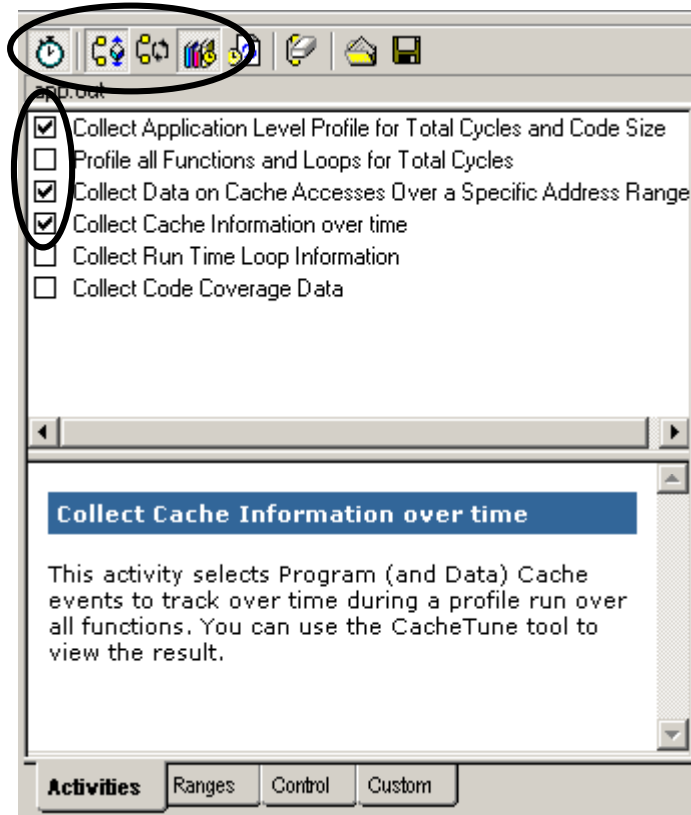 app.out
Collect Application Level Profile for Total Cycles and Code Size
Profile all Functions and Loops for Total Cycles
Collect Data on Cache Accesses Over a Specific Address Range
Collect Cache Information over time
Collect Run Time Loop Information
Collect Code Coverage Data
Collect Cache Information over time
This activity selects Program (and Data) Cache
events to track over time during a profile run over
all functions. You can use the CacheTune tool to
view the result.
Activities Ranges Control Custom